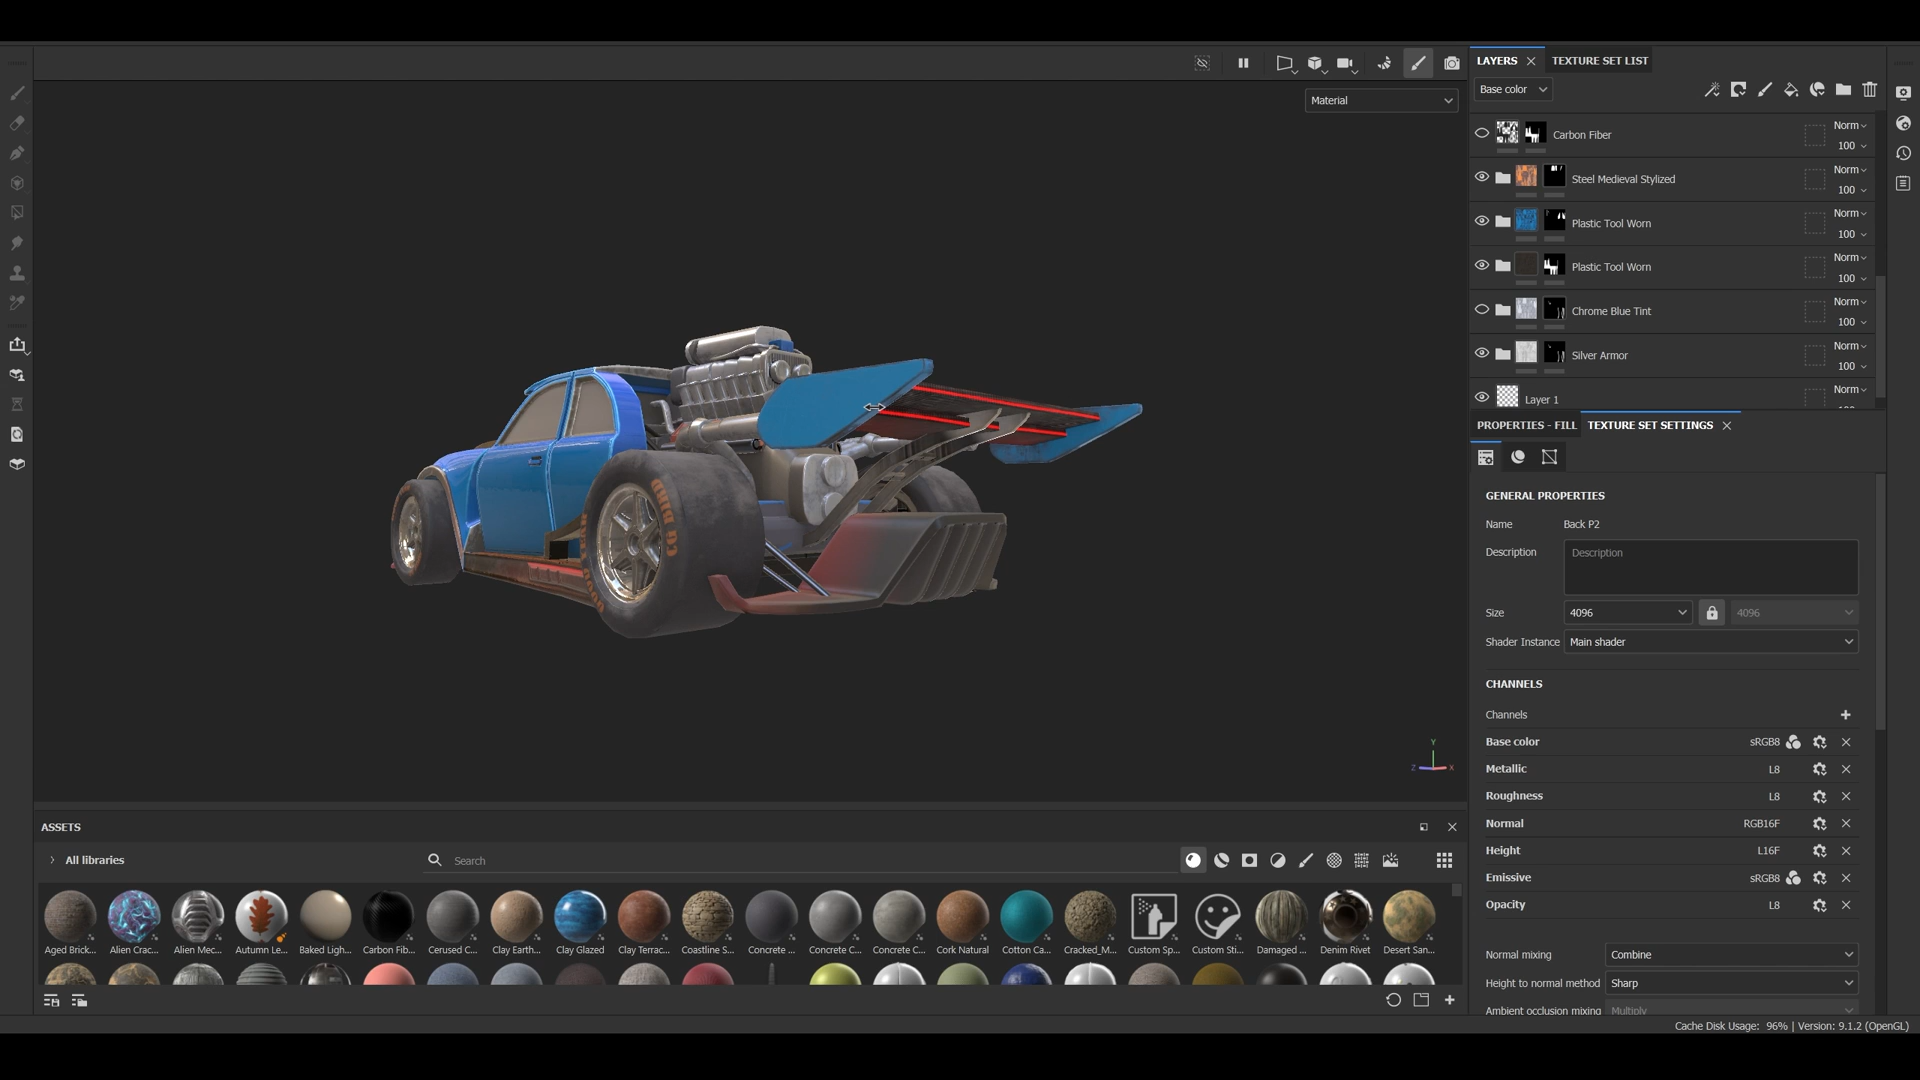 LAYERS
TEXTURE SET LIST
Base color
Material
Carbon Fiber
Norm
100
Steel Medieval Stylized
Norm
100
Plastic Tool Worn
Norm
100
Plastic Tool Worn
Norm
100
Chrome Blue Tint
Norm
100
Silver Armor
Norm
100
Layer 1
Norm
PROPERTIES - FILL
TEXTURE SET SETTINGS
GENERAL PROPERTIES
Name Back P2
Description Description
Size 4096 4096
Shader Instance Main shader
CHANNELS
Channels
Base color sRGB8
Metallic L8
Roughness L8
Normal RGB16F
Height L16F
Emissive sRGB8
Opacity L8
Normal mixing Combine
Height to normal method Sharp
Ambient occlusion mixing Multiply
Y
Z X
ASSETS
All libraries
Search
Aged Brick... Alien Crac... Alien Mec... Autumn Le... Baked Ligh... Carbon Fib... Cerused C... Clay Earth... Clay Glazed Clay Terrac... Coastline S... Concrete ... Concrete C... Concrete C... Cork Natural Cotton Ca... Cracked_M... Custom Sp... Custom Sti... Damaged ... Denim Rivet Desert San...
Cache Disk Usage: 96% | Version: 9.1.2 (OpenGL)